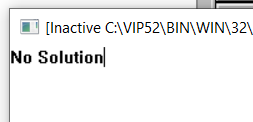 [Inactive C:\VIP52\BIN\WIN\32\
No Solution